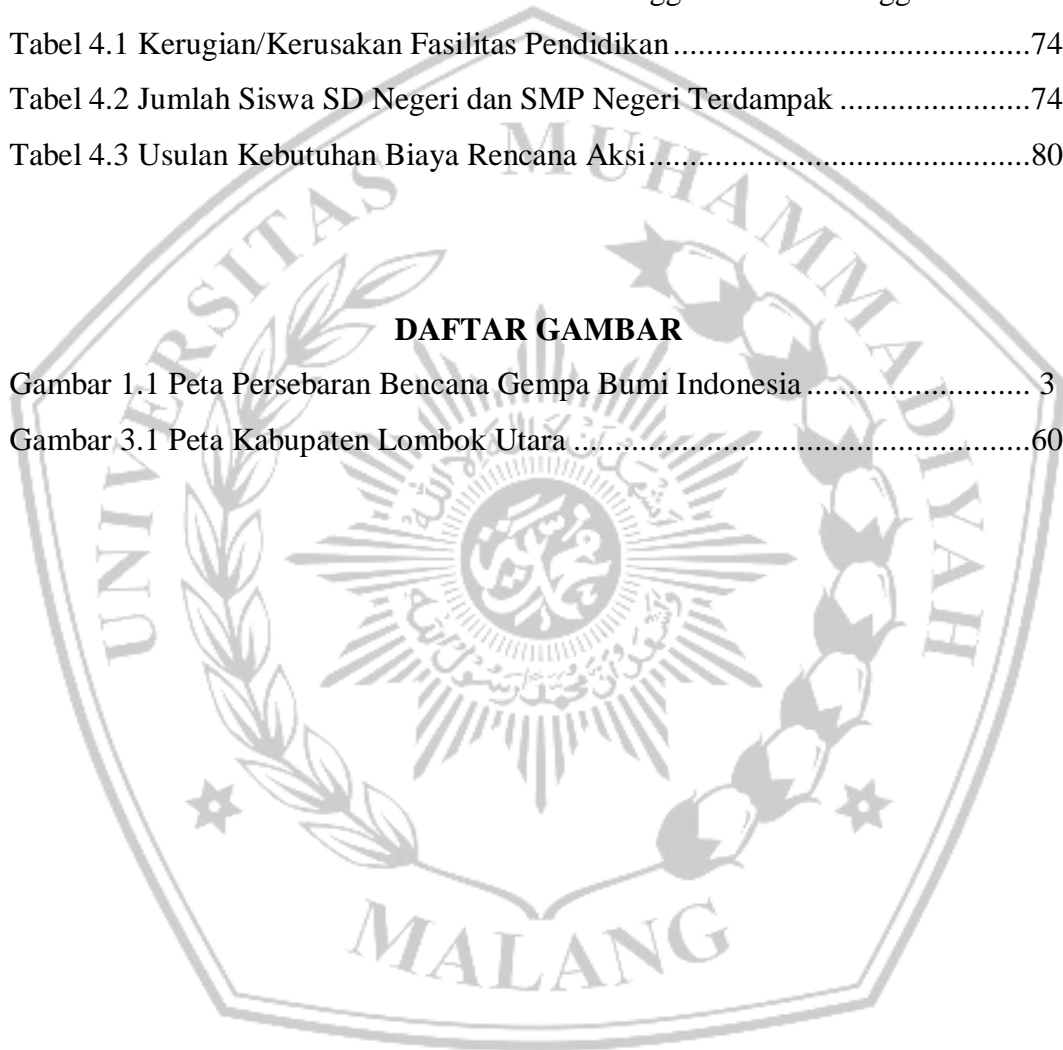 Tabel 4.1 Kerugian/Kerusakan Fasilitas Pendidikan...........................................74
Tabel 4.2 Jumlah Siswa SD Negeri dan SMP Negeri Terdampak .......................74
Tabel 4.3 Usulan Kebutuhan Biaya Rencana Aksi..............................................80
DAFTAR GAMBAR
Gambar 1.1 Peta Persebaran Bencana Gempa Bumi Indonesia ........................... 3
Gambar 3.1 Peta Kabupaten Lombok Utara .......................................................60
UNIVERSITAS MUHAMMADIYAH
MALANG